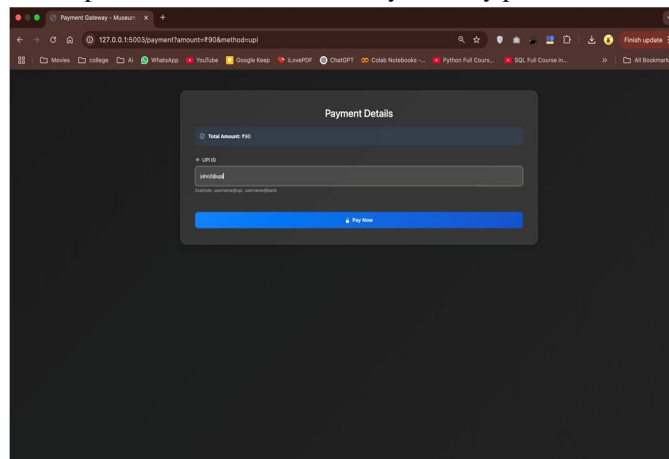 Payment Gateway - Museum
127.0.0.1:5003/payment?amount=₹90&method=upi
Finish update
Movies college Ai WhatsApp YouTube Google Keep iLovePDF ChatGPT Colab Notebooks -... Python Full Cours... SQL Full Course in... » All Bookmark
Payment Details
Total Amount: ₹90
UPI ID
john2@upi
Example: username@upi, username@bank
Pay Now